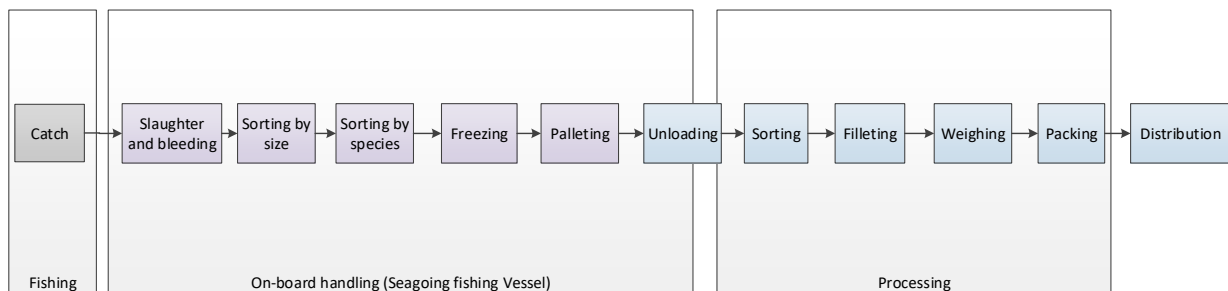 Catch
Slaughter
and bleeding
Sorting by
size
Sorting by
species
Freezing
Palleting
Unloading
Sorting
Filleting
Weighing
Packing
Distribution
Fishing
On-board handling (Seagoing fishing Vessel)
Processing